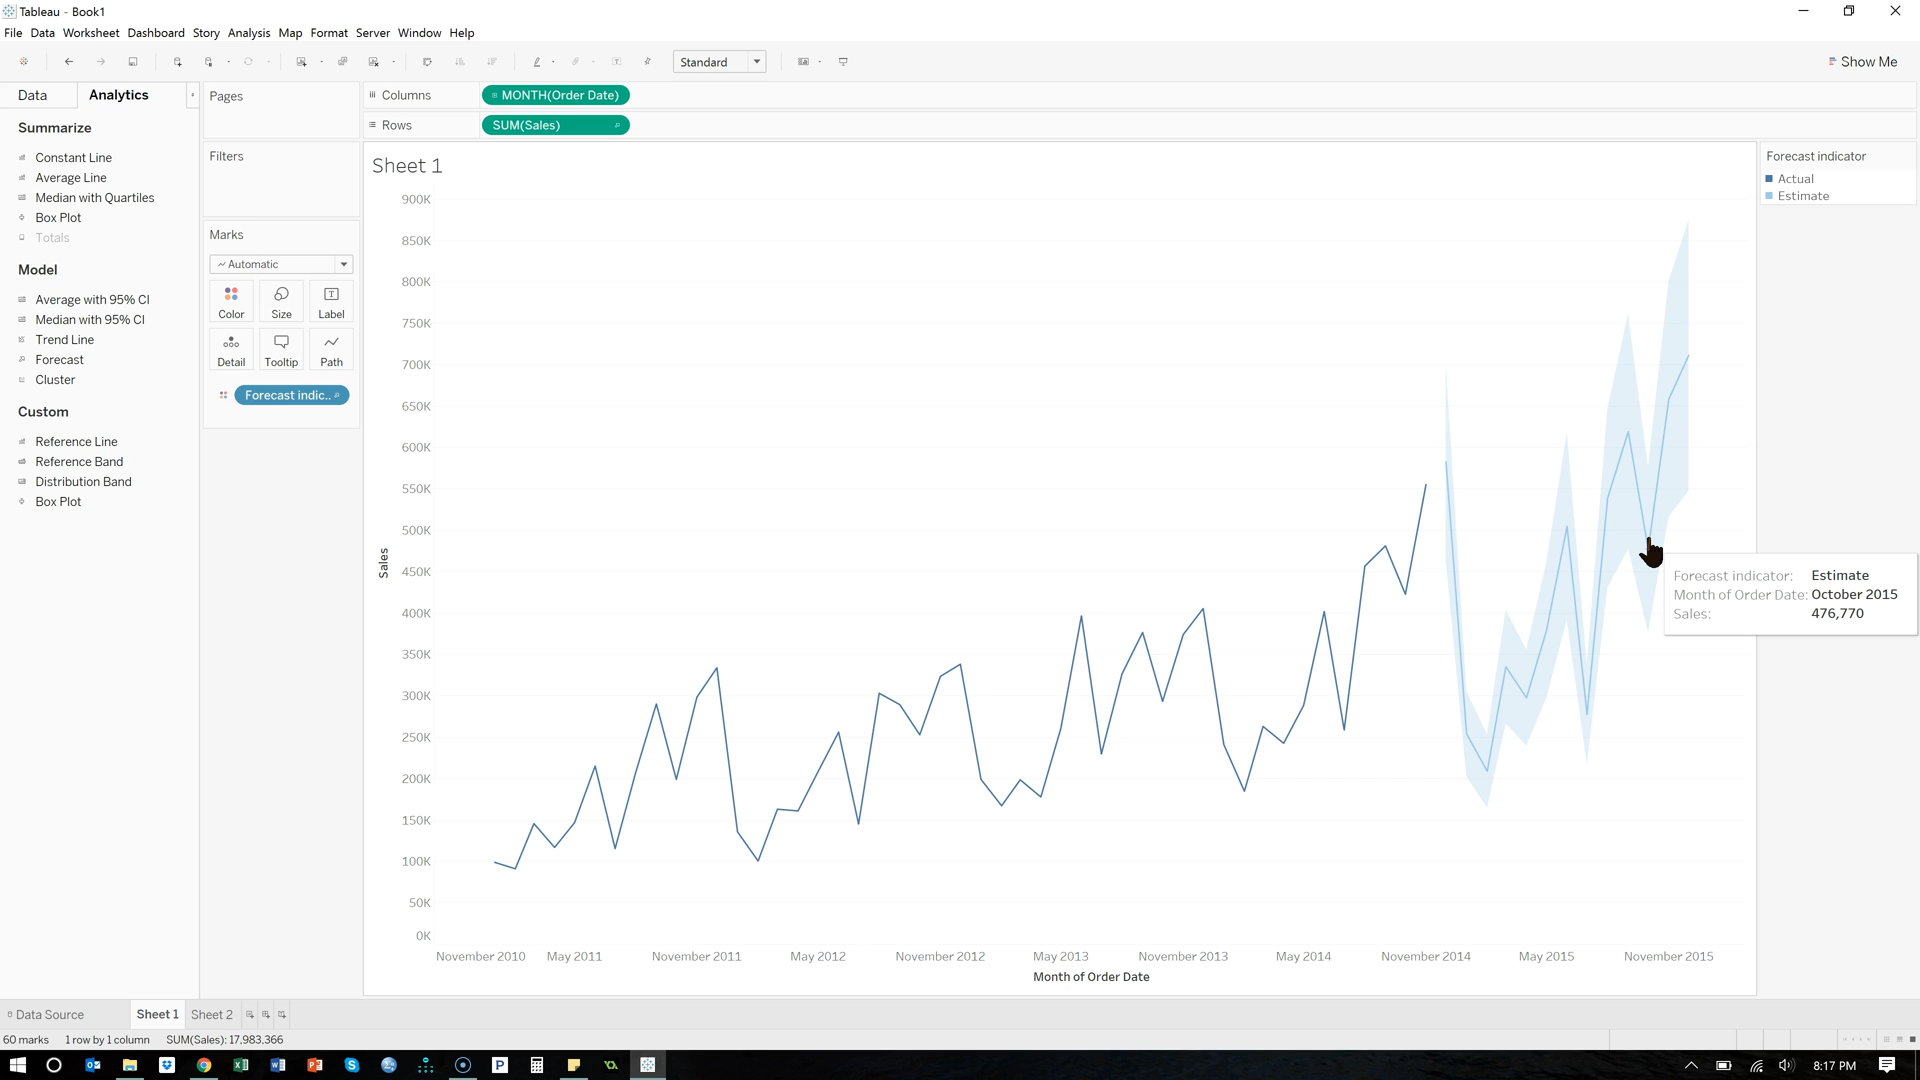 Tableau - Book1
File Data Worksheet Dashboard Story Analysis Map Format Server Window Help
Standard
Show Me
Data
Analytics
Pages
Columns
MONTH(Order Date)
Rows
SUM(Sales)
Summarize
Constant Line
Average Line
Median with Quartiles
Box Plot
Totals
Model
Average with 95% CI
Median with 95% CI
Trend Line
Forecast
Cluster
Custom
Reference Line
Reference Band
Distribution Band
Box Plot
Filters
Marks
Automatic
Color Size Label
Detail Tooltip Path
Forecast indic..
Sheet 1
900K
850K
800K
750K
700K
650K
600K
550K
500K
450K
400K
350K
300K
250K
200K
150K
100K
50K
0K
Sales
November 2010 May 2011 November 2011 May 2012 November 2012 May 2013 November 2013 May 2014 November 2014 May 2015 November 2015
Month of Order Date
Forecast indicator
Actual
Estimate
Forecast indicator: Estimate
Month of Order Date: October 2015
Sales: 476,770
Data Source
Sheet 1
Sheet 2
60 marks 1 row by 1 column SUM(Sales): 17,983,366
8:17 PM